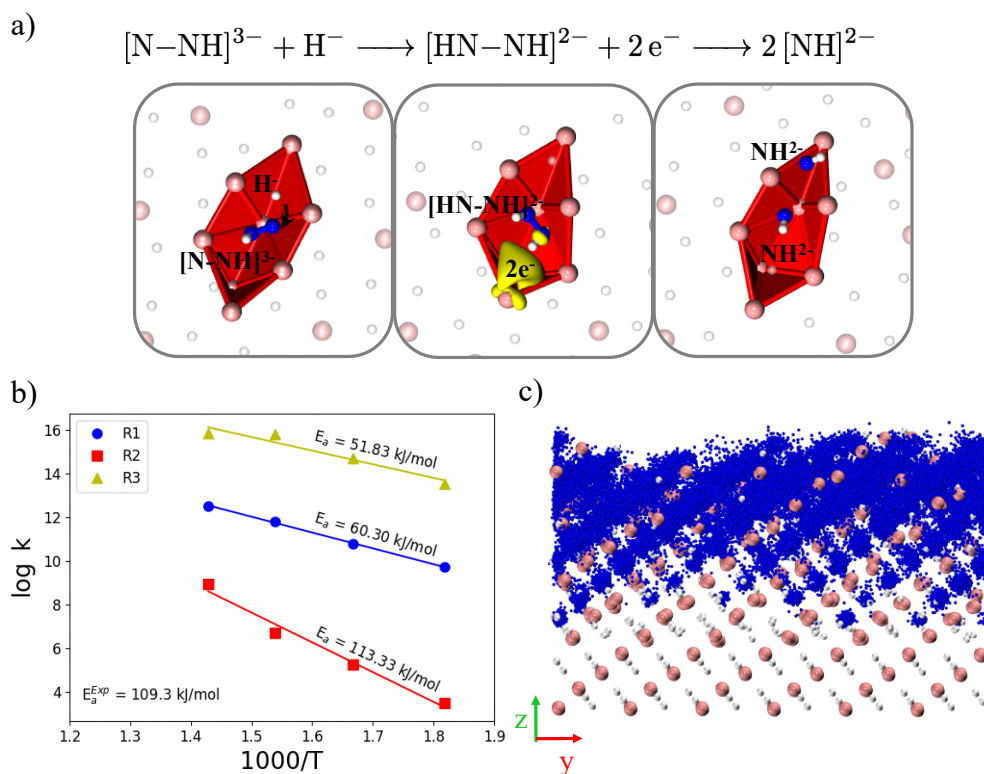 a)
[N−NH]³⁻ + H⁻ ⟶ [HN−NH]²⁻ + 2 e⁻ ⟶ 2 [NH]²⁻
H⁻
[N-NH]³⁻
[HN-NH]²⁻
2e⁻
NH²⁻
NH²⁻
b)
R1
R2
R3
Eₐ = 51.83 kJ/mol
Eₐ = 60.30 kJ/mol
Eₐ = 113.33 kJ/mol
Eₐᴱˣᵖ = 109.3 kJ/mol
log k
16
14
12
10
8
6
4
1.2 1.3 1.4 1.5 1.6 1.7 1.8 1.9
1000/T
c)
z
y